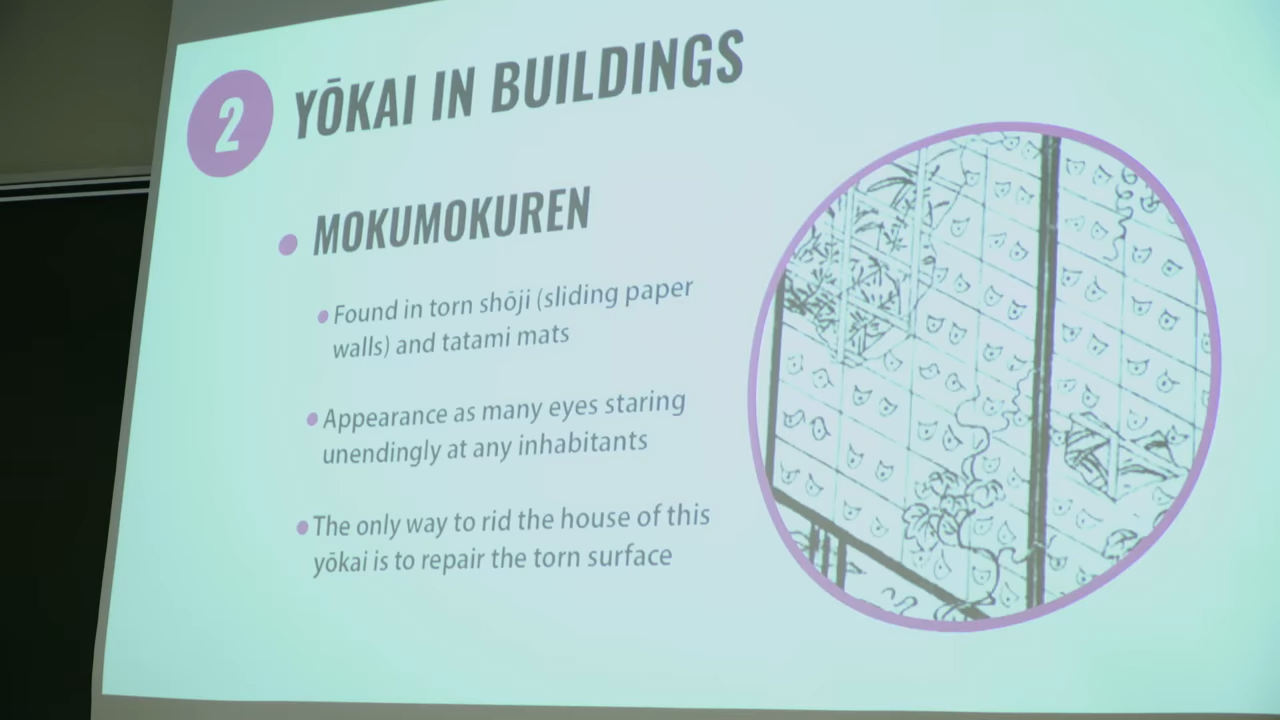 2
YŌKAI IN BUILDINGS
MOKUMOKUREN
Found in torn shōji (sliding paper
walls) and tatami mats
Appearance as many eyes staring
unendingly at any inhabitants
The only way to rid the house of this
yōkai is to repair the torn surface